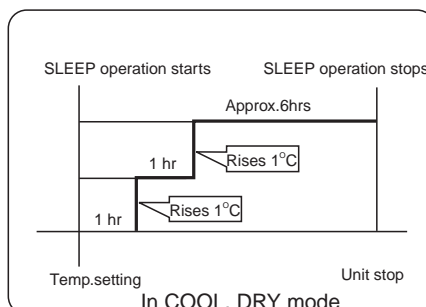 SLEEP operation starts
SLEEP operation stops
Approx.6hrs
1 hr
Rises 1°C
1 hr
Rises 1°C
Temp.setting
Unit stop
In COOL , DRY mode